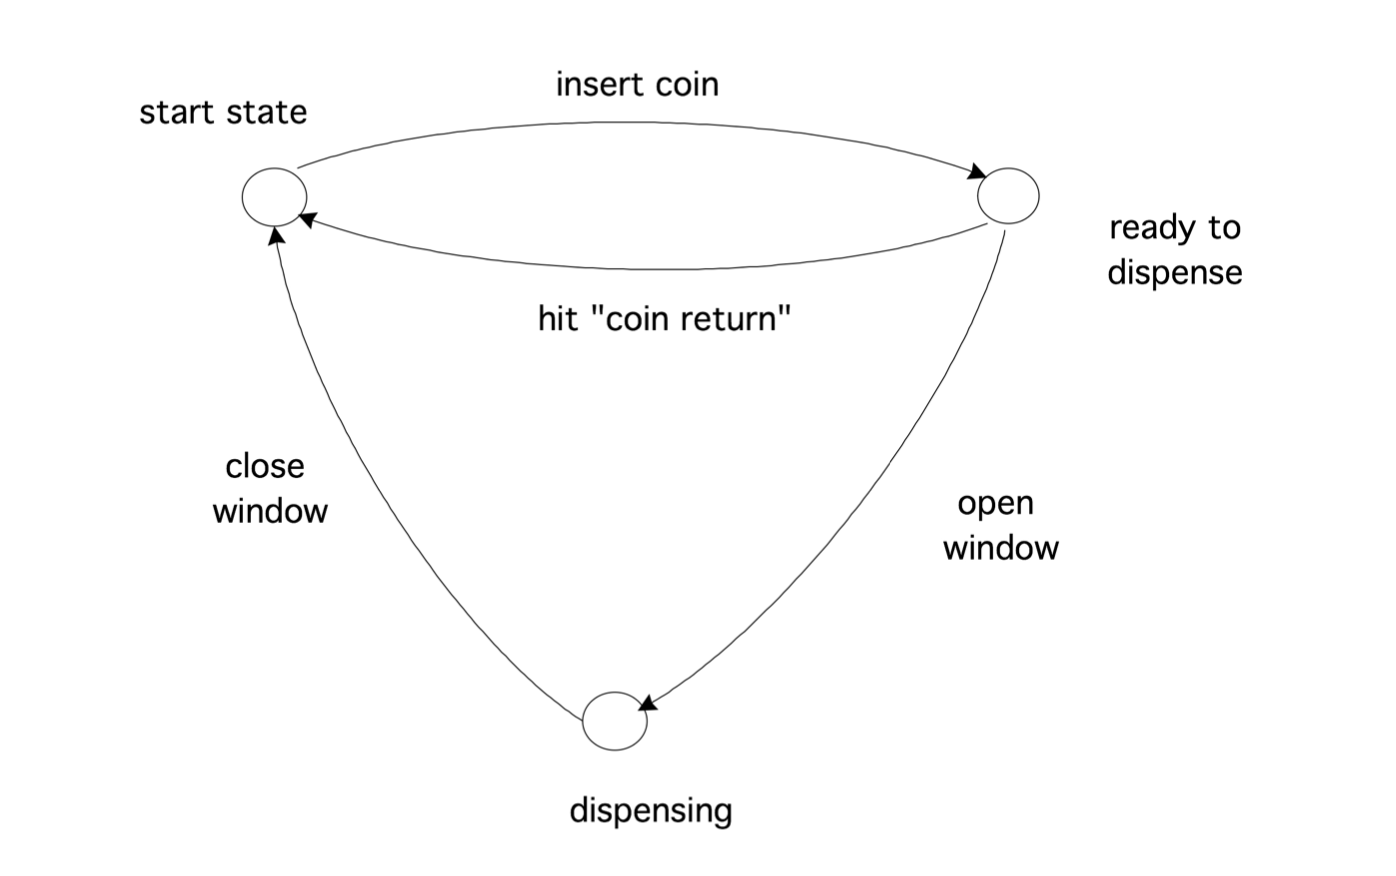 insert coin
start state
ready to
dispense
hit "coin return"
close
window
open
window
dispensing